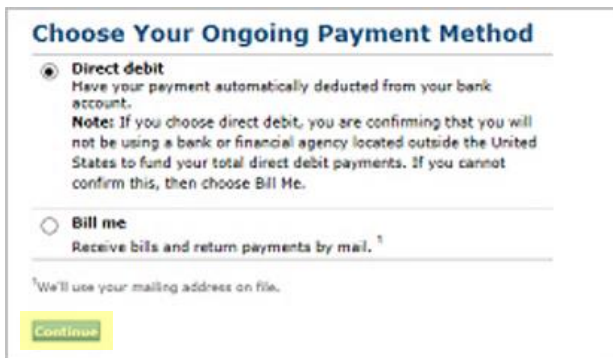 Choose Your Ongoing Payment Method
Direct debit
Have your payment automatically deducted from your bank
account.
Note: If you choose direct debit, you are confirming that you will
not be using a bank or financial agency located outside the United
States to fund your total direct debit payments. If you cannot
confirm this, then choose Bill Me.
Bill me
Receive bills and return payments by mail. ¹
¹We'll use your mailing address on file.
Continue